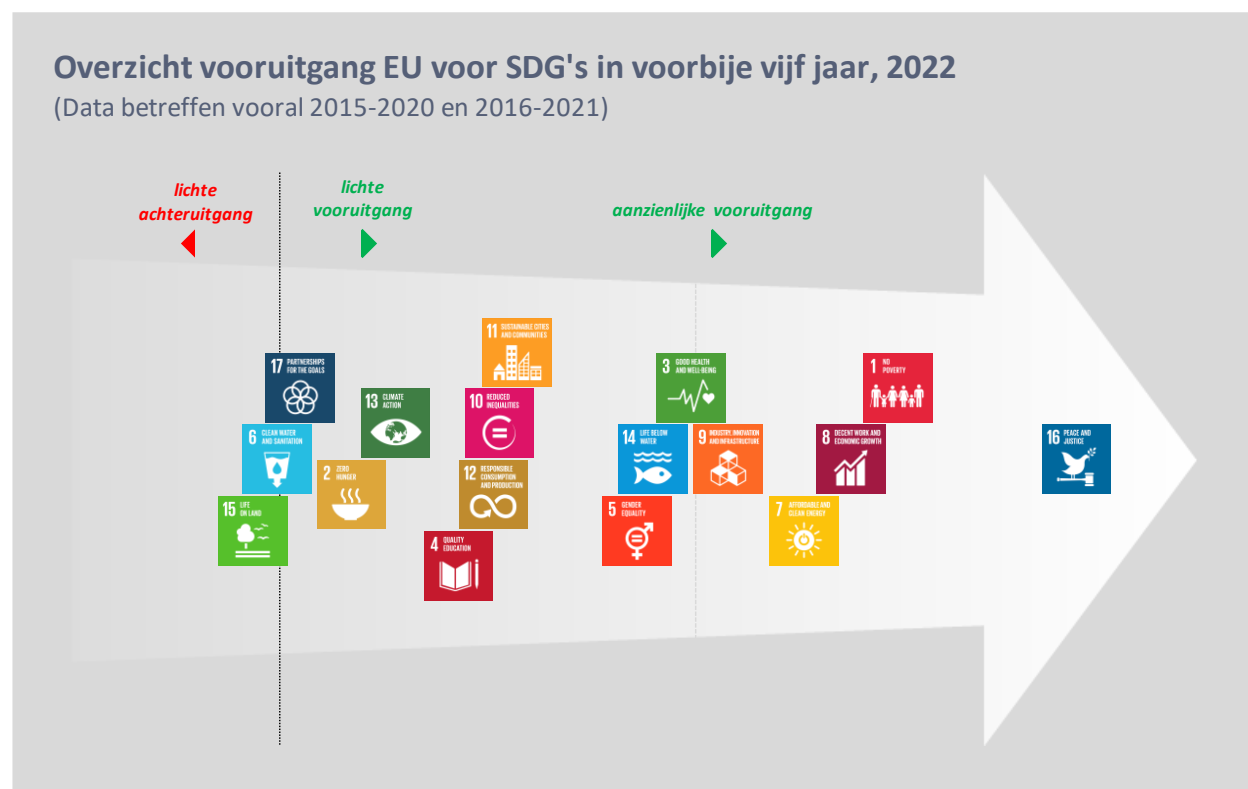 Overzicht vooruitgang EU voor SDG's in voorbije vijf jaar, 2022
(Data betreffen vooral 2015-2020 en 2016-2021)
lichte
achteruitgang
lichte
vooruitgang
aanzienlijke vooruitgang
11 SUSTAINABLE CITIES
AND COMMUNITIES
17 PARTNERSHIPS
FOR THE GOALS
3 GOOD HEALTH
AND WELL-BEING
1 NO
POVERTY
13 CLIMATE
ACTION
10 REDUCED
INEQUALITIES
6 CLEAN WATER
AND SANITATION
14 LIFE BELOW
WATER
9 INDUSTRY, INNOVATION
AND INFRASTRUCTURE
8 DECENT WORK AND
ECONOMIC GROWTH
16 PEACE AND
JUSTICE
2 ZERO
HUNGER
12 RESPONSIBLE
CONSUMPTION
AND PRODUCTION
15 LIFE
ON LAND
5 GENDER
EQUALITY
7 AFFORDABLE AND
CLEAN ENERGY
4 QUALITY
EDUCATION